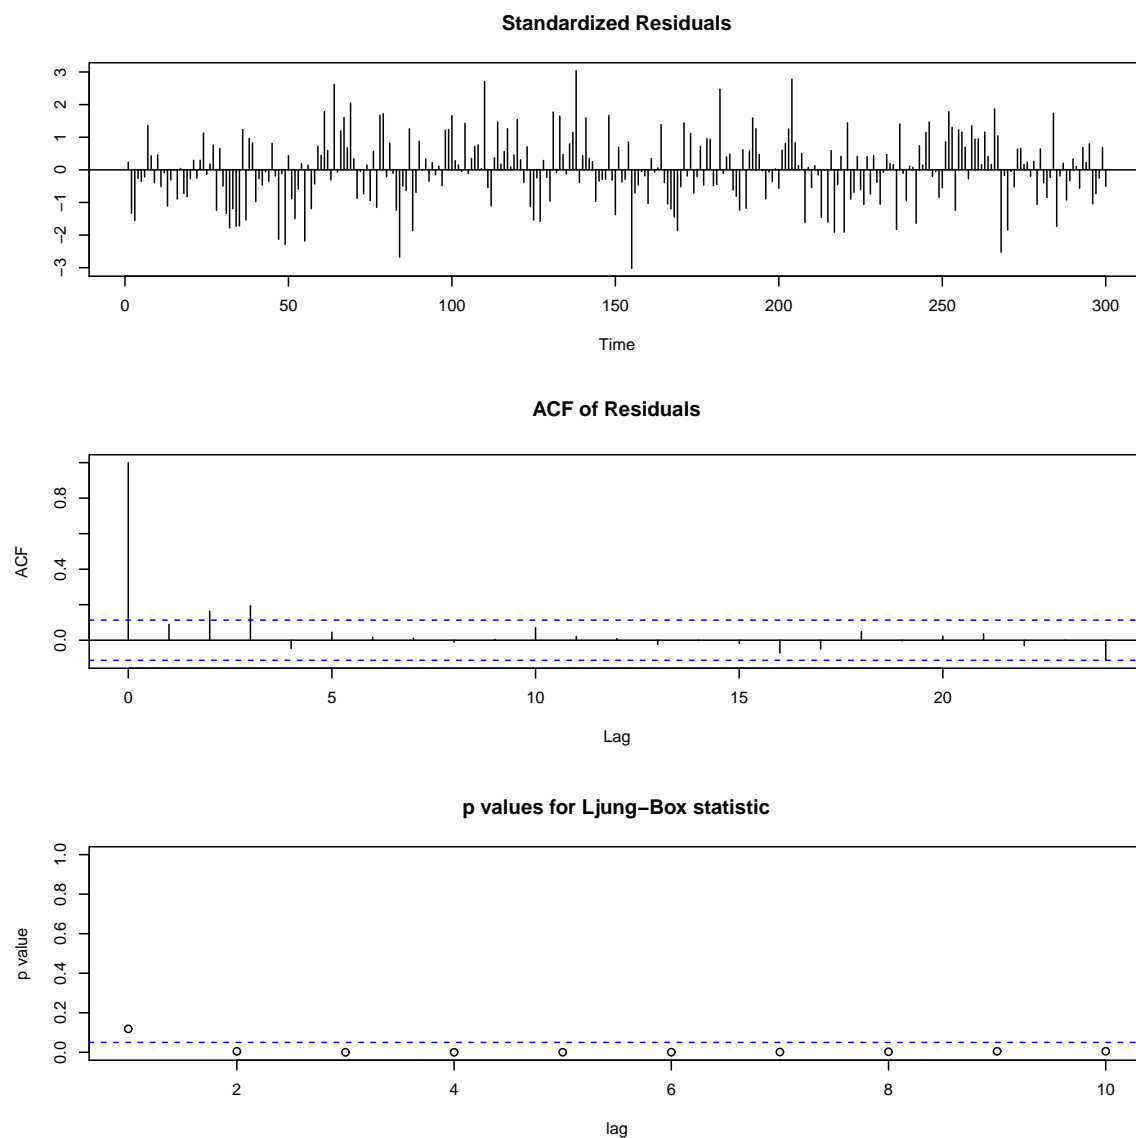 Standardized Residuals
3
2
1
0
−1
−2
−3
0 50 100 150 200 250 300
Time
ACF of Residuals
ACF
0.8
0.4
0.0
0 5 10 15 20
Lag
p values for Ljung−Box statistic
p value
1.0
0.8
0.6
0.4
0.2
0.0
2 4 6 8 10
lag